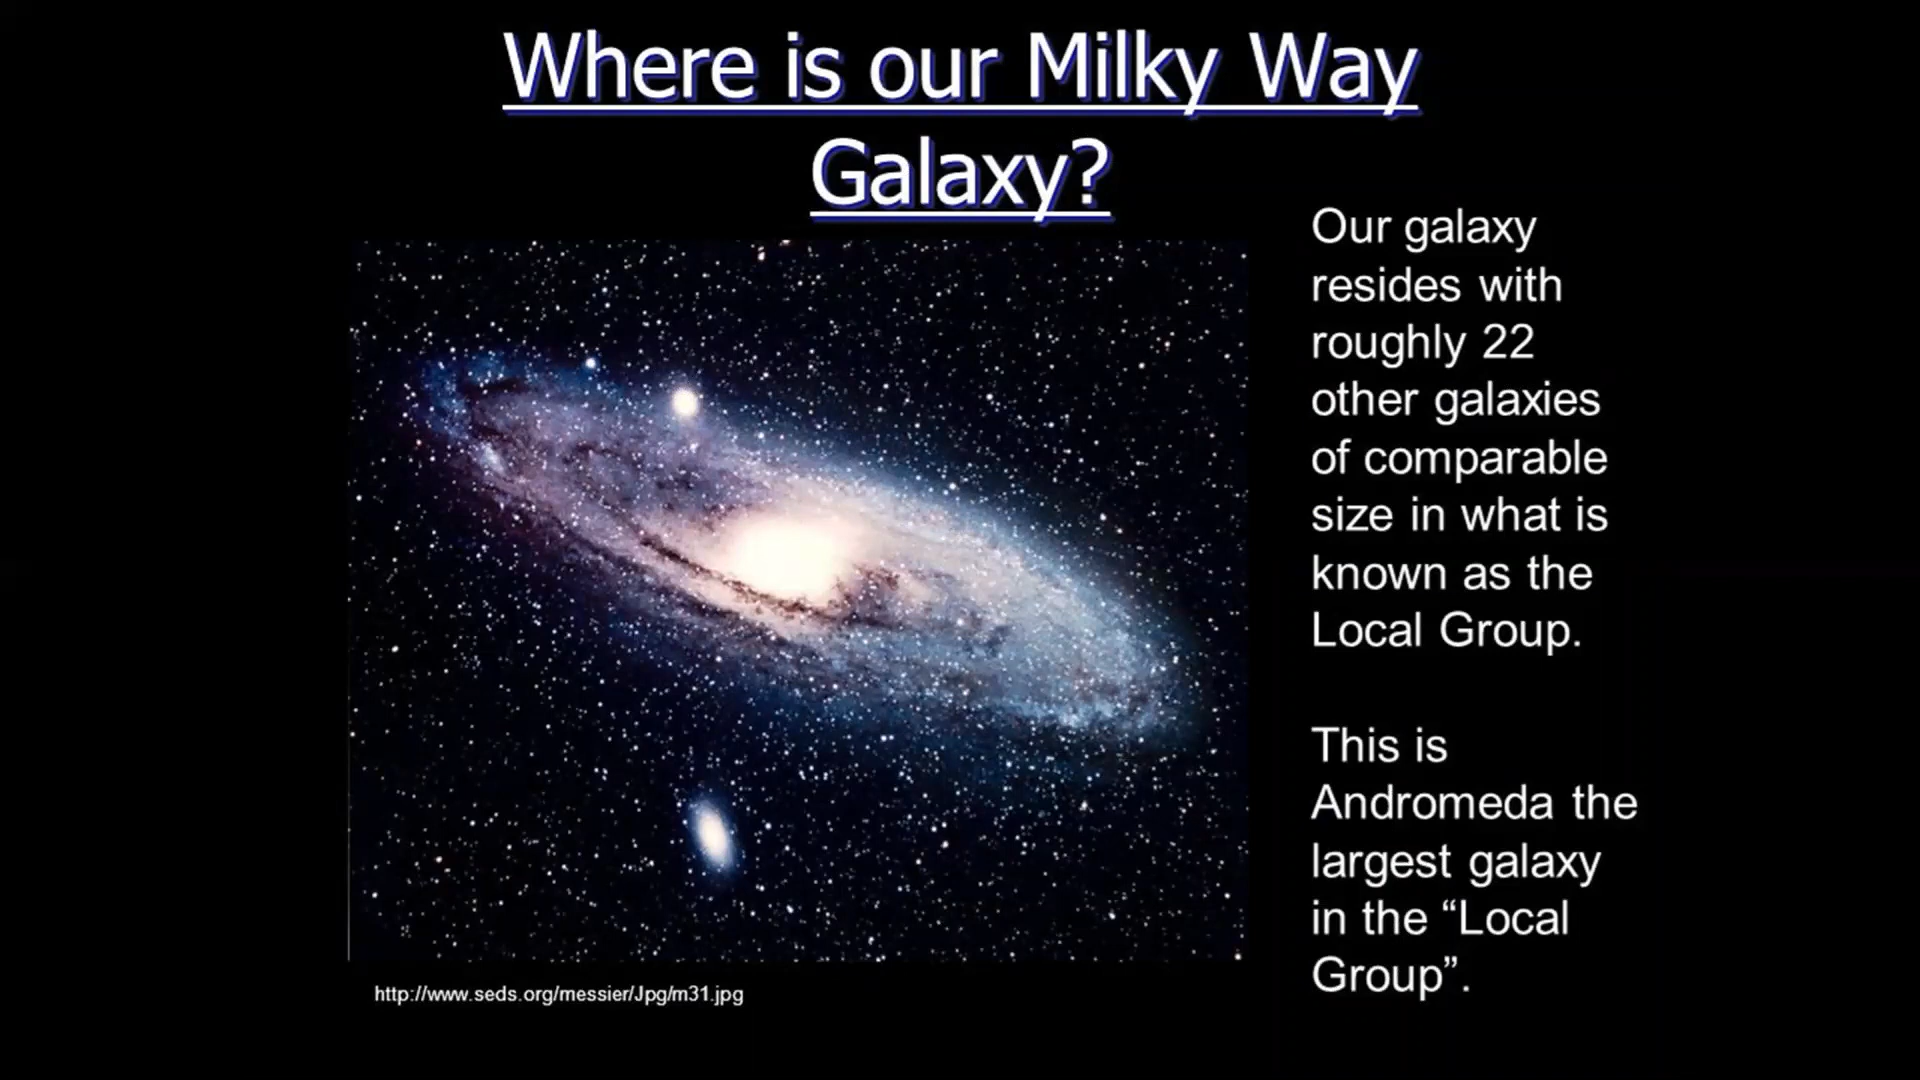 Where is our Milky Way
Galaxy?
Our galaxy
resides with
roughly 22
other galaxies
of comparable
size in what is
known as the
Local Group.
This is
Andromeda the
largest galaxy
in the “Local
Group”.
http://www.seds.org/messier/Jpg/m31.jpg